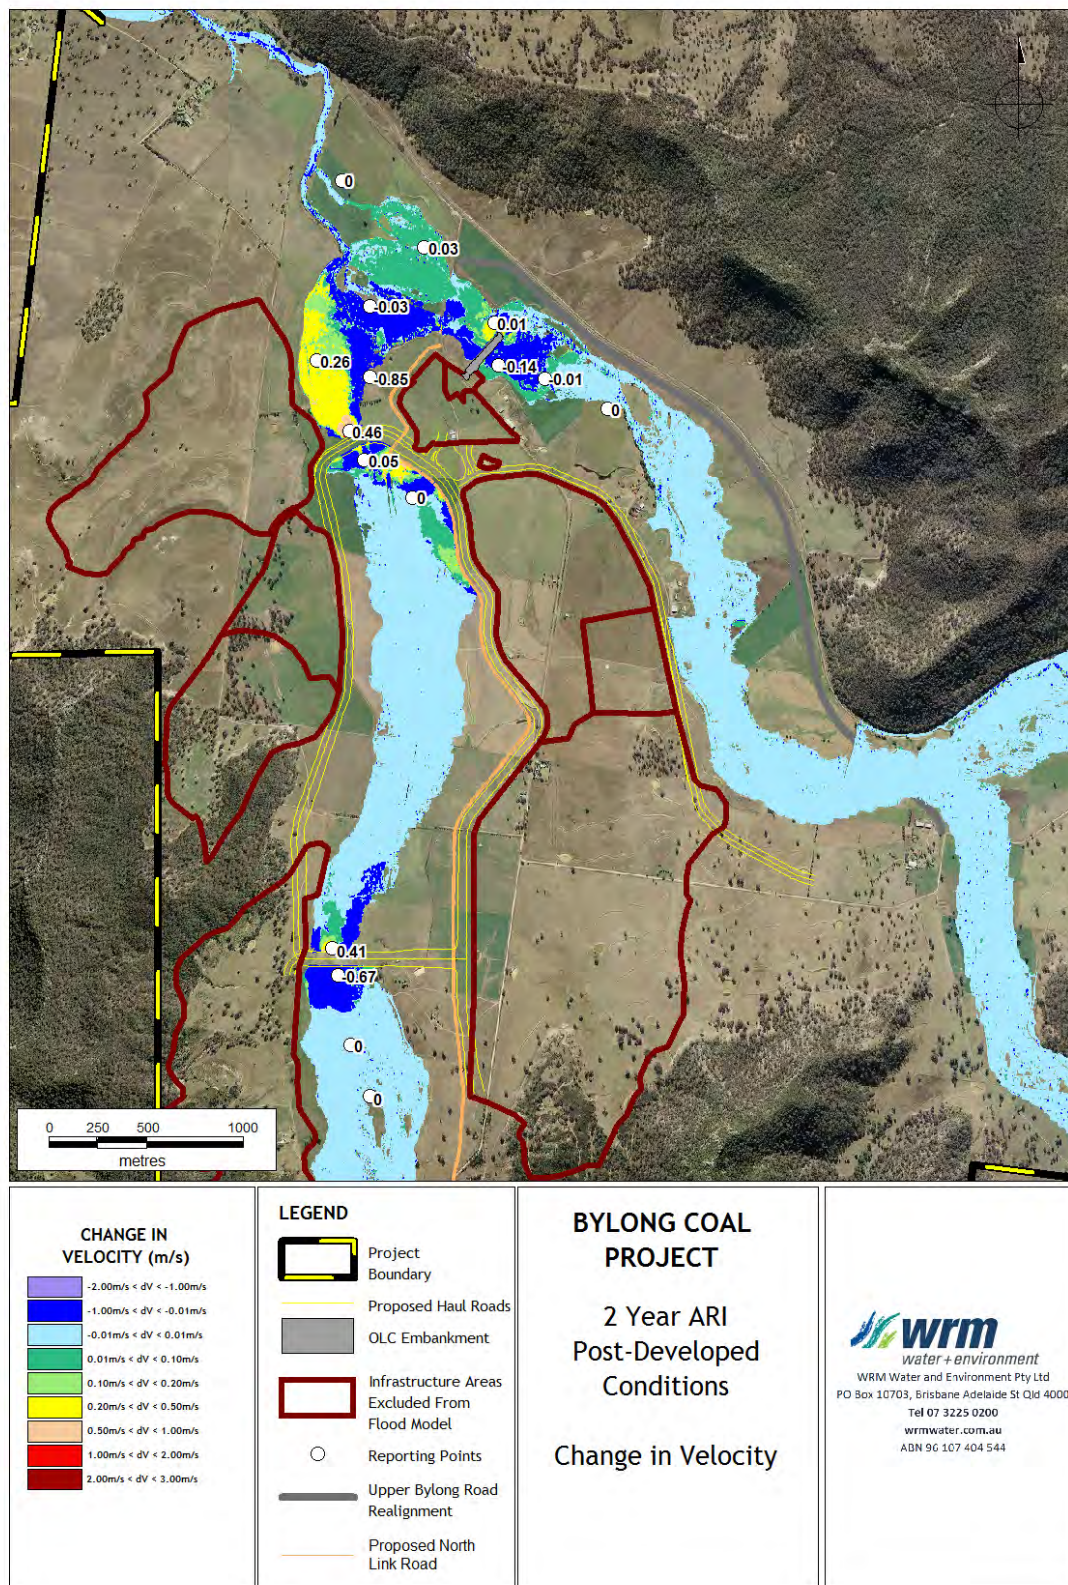 0
0.03
-0.03
0.01
0.26
-0.14
-0.85
-0.01
0
0.46
0.05
0
0.41
-0.67
0
0
0 250 500 1000
metres
CHANGE IN
VELOCITY (m/s)
-2.00m/s < dV < -1.00m/s
-1.00m/s < dV < -0.01m/s
-0.01m/s < dV < 0.01m/s
0.01m/s < dV < 0.10m/s
0.10m/s < dV < 0.20m/s
0.20m/s < dV < 0.50m/s
0.50m/s < dV < 1.00m/s
1.00m/s < dV < 2.00m/s
2.00m/s < dV < 3.00m/s
LEGEND
Project
Boundary
Proposed Haul Roads
OLC Embankment
Infrastructure Areas
Excluded From
Flood Model
Reporting Points
Upper Bylong Road
Realignment
Proposed North
Link Road
BYLONG COAL
PROJECT
2 Year ARI
Post-Developed
Conditions
Change in Velocity
wrm
water+environment
WRM Water and Environment Pty Ltd
PO Box 10703, Brisbane Adelaide St Qld 4000
Tel 07 3225 0200
wrmwater.com.au
ABN 96 107 404 544